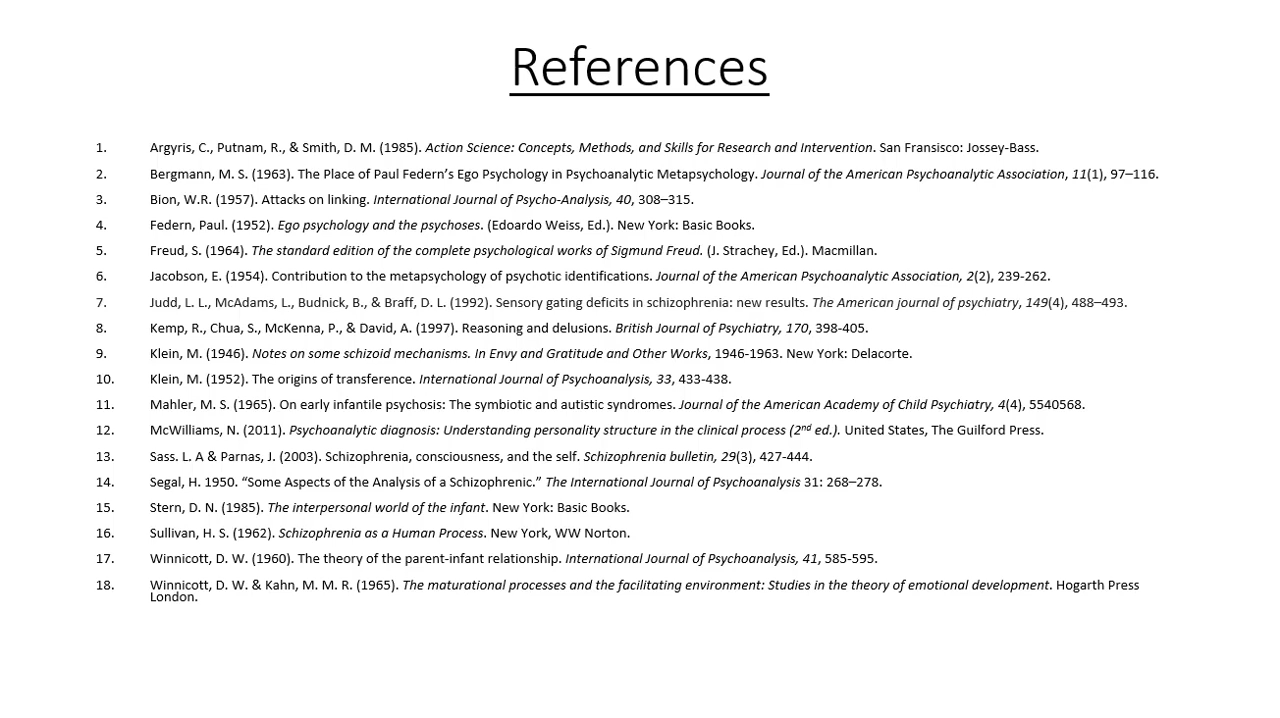 References
1. Argyris, C., Putnam, R., & Smith, D. M. (1985). Action Science: Concepts, Methods, and Skills for Research and Intervention. San Fransisco: Jossey-Bass.
2. Bergmann, M. S. (1963). The Place of Paul Federn’s Ego Psychology in Psychoanalytic Metapsychology. Journal of the American Psychoanalytic Association, 11(1), 97–116.
3. Bion, W.R. (1957). Attacks on linking. International Journal of Psycho-Analysis, 40, 308–315.
4. Federn, Paul. (1952). Ego psychology and the psychoses. (Edoardo Weiss, Ed.). New York: Basic Books.
5. Freud, S. (1964). The standard edition of the complete psychological works of Sigmund Freud. (J. Strachey, Ed.). Macmillan.
6. Jacobson, E. (1954). Contribution to the metapsychology of psychotic identifications. Journal of the American Psychoanalytic Association, 2(2), 239-262.
7. Judd, L. L., McAdams, L., Budnick, B., & Braff, D. L. (1992). Sensory gating deficits in schizophrenia: new results. The American journal of psychiatry, 149(4), 488–493.
8. Kemp, R., Chua, S., McKenna, P., & David, A. (1997). Reasoning and delusions. British Journal of Psychiatry, 170, 398-405.
9. Klein, M. (1946). Notes on some schizoid mechanisms. In Envy and Gratitude and Other Works, 1946-1963. New York: Delacorte.
10. Klein, M. (1952). The origins of transference. International Journal of Psychoanalysis, 33, 433-438.
11. Mahler, M. S. (1965). On early infantile psychosis: The symbiotic and autistic syndromes. Journal of the American Academy of Child Psychiatry, 4(4), 5540568.
12. McWilliams, N. (2011). Psychoanalytic diagnosis: Understanding personality structure in the clinical process (2nd ed.). United States, The Guilford Press.
13. Sass. L. A & Parnas, J. (2003). Schizophrenia, consciousness, and the self. Schizophrenia bulletin, 29(3), 427-444.
14. Segal, H. 1950. “Some Aspects of the Analysis of a Schizophrenic.” The International Journal of Psychoanalysis 31: 268–278.
15. Stern, D. N. (1985). The interpersonal world of the infant. New York: Basic Books.
16. Sullivan, H. S. (1962). Schizophrenia as a Human Process. New York, WW Norton.
17. Winnicott, D. W. (1960). The theory of the parent-infant relationship. International Journal of Psychoanalysis, 41, 585-595.
18. Winnicott, D. W. & Kahn, M. M. R. (1965). The maturational processes and the facilitating environment: Studies in the theory of emotional development. Hogarth Press
London.